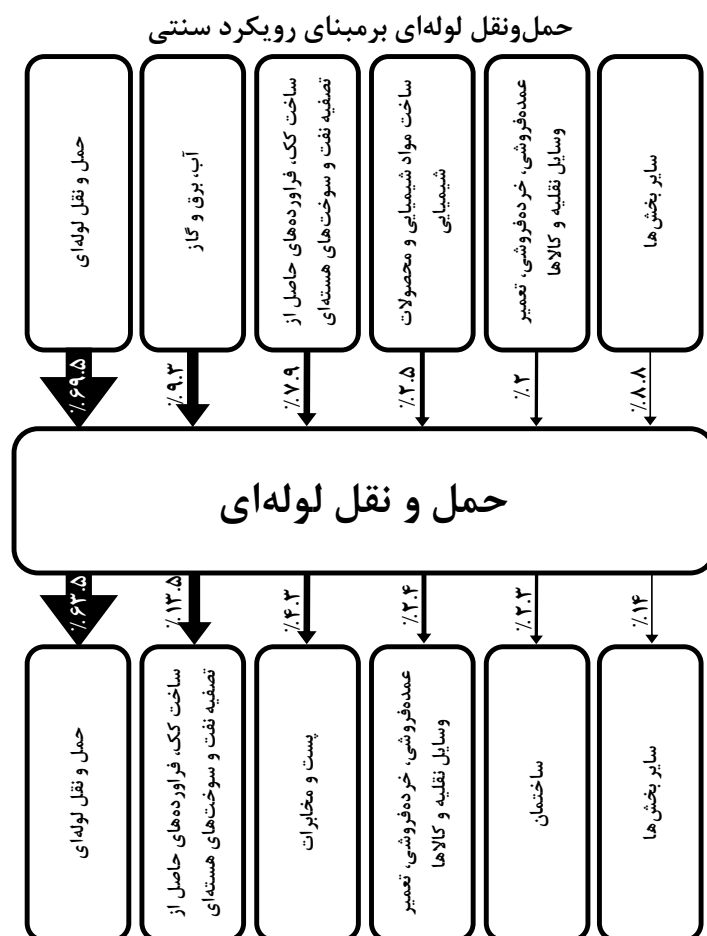 حمل‌ونقل لوله‌ای برمبنای رویکرد سنتی
حمل و نقل لوله‌ای
آب، برق و گاز
ساخت کک، فراورده‌های حاصل از
تصفیه نفت و سوخت‌های هسته‌ای
ساخت مواد شیمیایی و محصولات
شیمیایی
عمده‌فروشی، خرده‌فروشی، تعمیر
وسایل نقلیه و کالاها
سایر بخش‌ها
٪۶۹.۵
٪۹.۳
٪۷.۹
٪۲.۵
٪۲
٪۸.۸
حمل و نقل لوله‌ای
٪۶۳.۵
٪۱۳.۵
٪۴.۳
٪۲.۴
٪۲.۳
٪۱۴
حمل و نقل لوله‌ای
ساخت کک، فراورده‌های حاصل از
تصفیه نفت و سوخت‌های هسته‌ای
پست و مخابرات
عمده‌فروشی، خرده‌فروشی، تعمیر
وسایل نقلیه و کالاها
ساختمان
سایر بخش‌ها